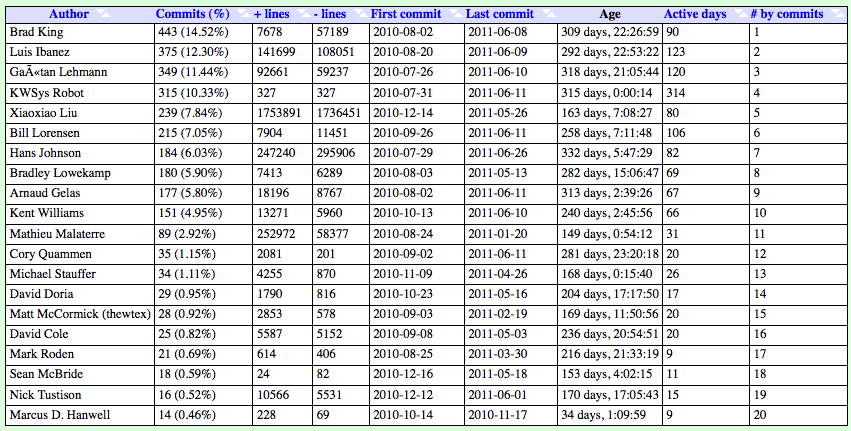 Author Commits (%) + lines - lines First commit Last commit Age Active days # by commits
Brad King 443 (14.52%) 7678 57189 2010-08-02 2011-06-08 309 days, 22:26:59 90 1
Luis Ibanez 375 (12.30%) 141699 108051 2010-08-20 2011-06-09 292 days, 22:53:22 123 2
GaÃ«tan Lehmann 349 (11.44%) 92661 59237 2010-07-26 2011-06-10 318 days, 21:05:44 120 3
KWSys Robot 315 (10.33%) 327 327 2010-07-31 2011-06-11 315 days, 0:00:14 314 4
Xiaoxiao Liu 239 (7.84%) 1753891 1736451 2010-12-14 2011-05-26 163 days, 7:08:27 80 5
Bill Lorensen 215 (7.05%) 7904 11451 2010-09-26 2011-06-11 258 days, 7:11:48 106 6
Hans Johnson 184 (6.03%) 247240 295906 2010-07-29 2011-06-26 332 days, 5:47:29 82 7
Bradley Lowekamp 180 (5.90%) 7413 6289 2010-08-03 2011-05-13 282 days, 15:06:47 69 8
Arnaud Gelas 177 (5.80%) 18196 8767 2010-08-02 2011-06-11 313 days, 2:39:26 67 9
Kent Williams 151 (4.95%) 13271 5960 2010-10-13 2011-06-10 240 days, 2:45:56 66 10
Mathieu Malaterre 89 (2.92%) 252972 58377 2010-08-24 2011-01-20 149 days, 0:54:12 31 11
Cory Quammen 35 (1.15%) 2081 201 2010-09-02 2011-06-11 281 days, 23:20:18 20 12
Michael Stauffer 34 (1.11%) 4255 870 2010-11-09 2011-04-26 168 days, 0:15:40 26 13
David Doria 29 (0.95%) 1790 816 2010-10-23 2011-05-16 204 days, 17:17:50 17 14
Matt McCormick (thewtex) 28 (0.92%) 2853 578 2010-09-03 2011-02-19 169 days, 11:50:56 20 15
David Cole 25 (0.82%) 5587 5152 2010-09-08 2011-05-03 236 days, 20:54:51 20 16
Mark Roden 21 (0.69%) 614 406 2010-08-25 2011-03-30 216 days, 21:33:19 9 17
Sean McBride 18 (0.59%) 24 82 2010-12-16 2011-05-18 153 days, 4:02:15 11 18
Nick Tustison 16 (0.52%) 10566 5531 2010-12-12 2011-06-01 170 days, 17:05:43 15 19
Marcus D. Hanwell 14 (0.46%) 228 69 2010-10-14 2010-11-17 34 days, 1:09:59 9 20